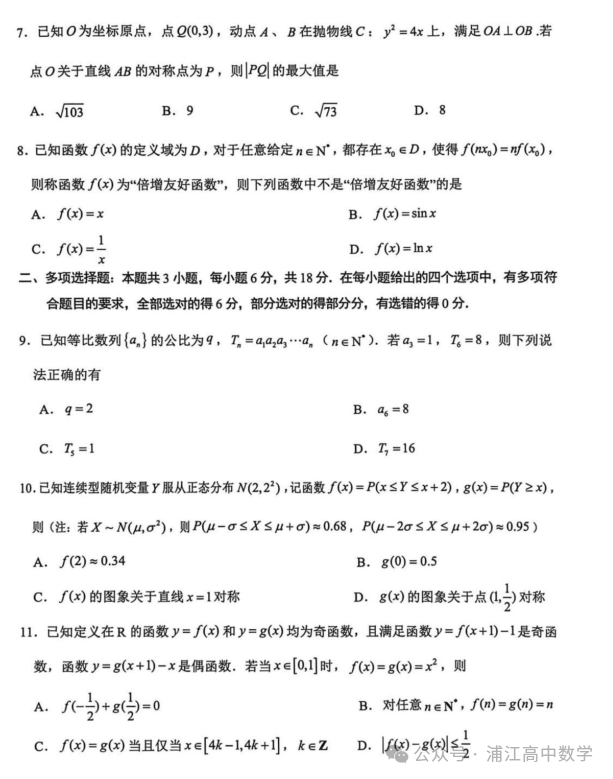 7. 已知O为坐标原点，点Q(0,3)，动点A、B在抛物线C：y² = 4x上，满足OA⊥OB.若
点O关于直线AB的对称点为P，则|PQ|的最大值是
A. √103 B. 9 C. √73 D. 8
8. 已知函数f(x)的定义域为D，对于任意给定n∈N*，都存在x₀∈D，使得f(nx₀)=nf(x₀)，
则称函数f(x)为“倍增友好函数”，则下列函数中不是“倍增友好函数”的是
A. f(x)=x B. f(x)=sin x
C. f(x)=1/x D. f(x)=ln x
二、多项选择题：本题共3小题，每小题6分，共18分. 在每小题给出的四个选项中，有多项符
合题目的要求，全部选对的得6分，部分选对的得部分分，有选错的得0分.
9. 已知等比数列{aₙ}的公比为q，Tₙ=a₁a₂a₃⋯aₙ（n∈N*）. 若a₃=1，T₆=8，则下列说
法正确的有
A. q=2 B. a₆=8
C. T₅=1 D. T₇=16
10. 已知连续型随机变量Y服从正态分布N(2,2²)，记函数f(x)=P(x≤Y≤x+2)，g(x)=P(Y≥x)，
则（注：若X~N(μ,σ²)，则P(μ−σ≤X≤μ+σ)≈0.68，P(μ−2σ≤X≤μ+2σ)≈0.95）
A. f(2)≈0.34 B. g(0)=0.5
C. f(x)的图象关于直线x=1对称 D. g(x)的图象关于点(1,1/2)对称
11. 已知定义在R的函数y=f(x)和y=g(x)均为奇函数，且满足函数y=f(x+1)−1是奇函
数，函数y=g(x+1)−x是偶函数. 若当x∈[0,1]时，f(x)=g(x)=x²，则
A. f(−1/2)+g(1/2)=0 B. 对任意n∈N*，f(n)=g(n)=n
C. f(x)=g(x)当且仅当x∈[4k−1,4k+1]，k∈Z D. |f(x)−g(x)|≤1/2
公众号 · 浦江高中数学